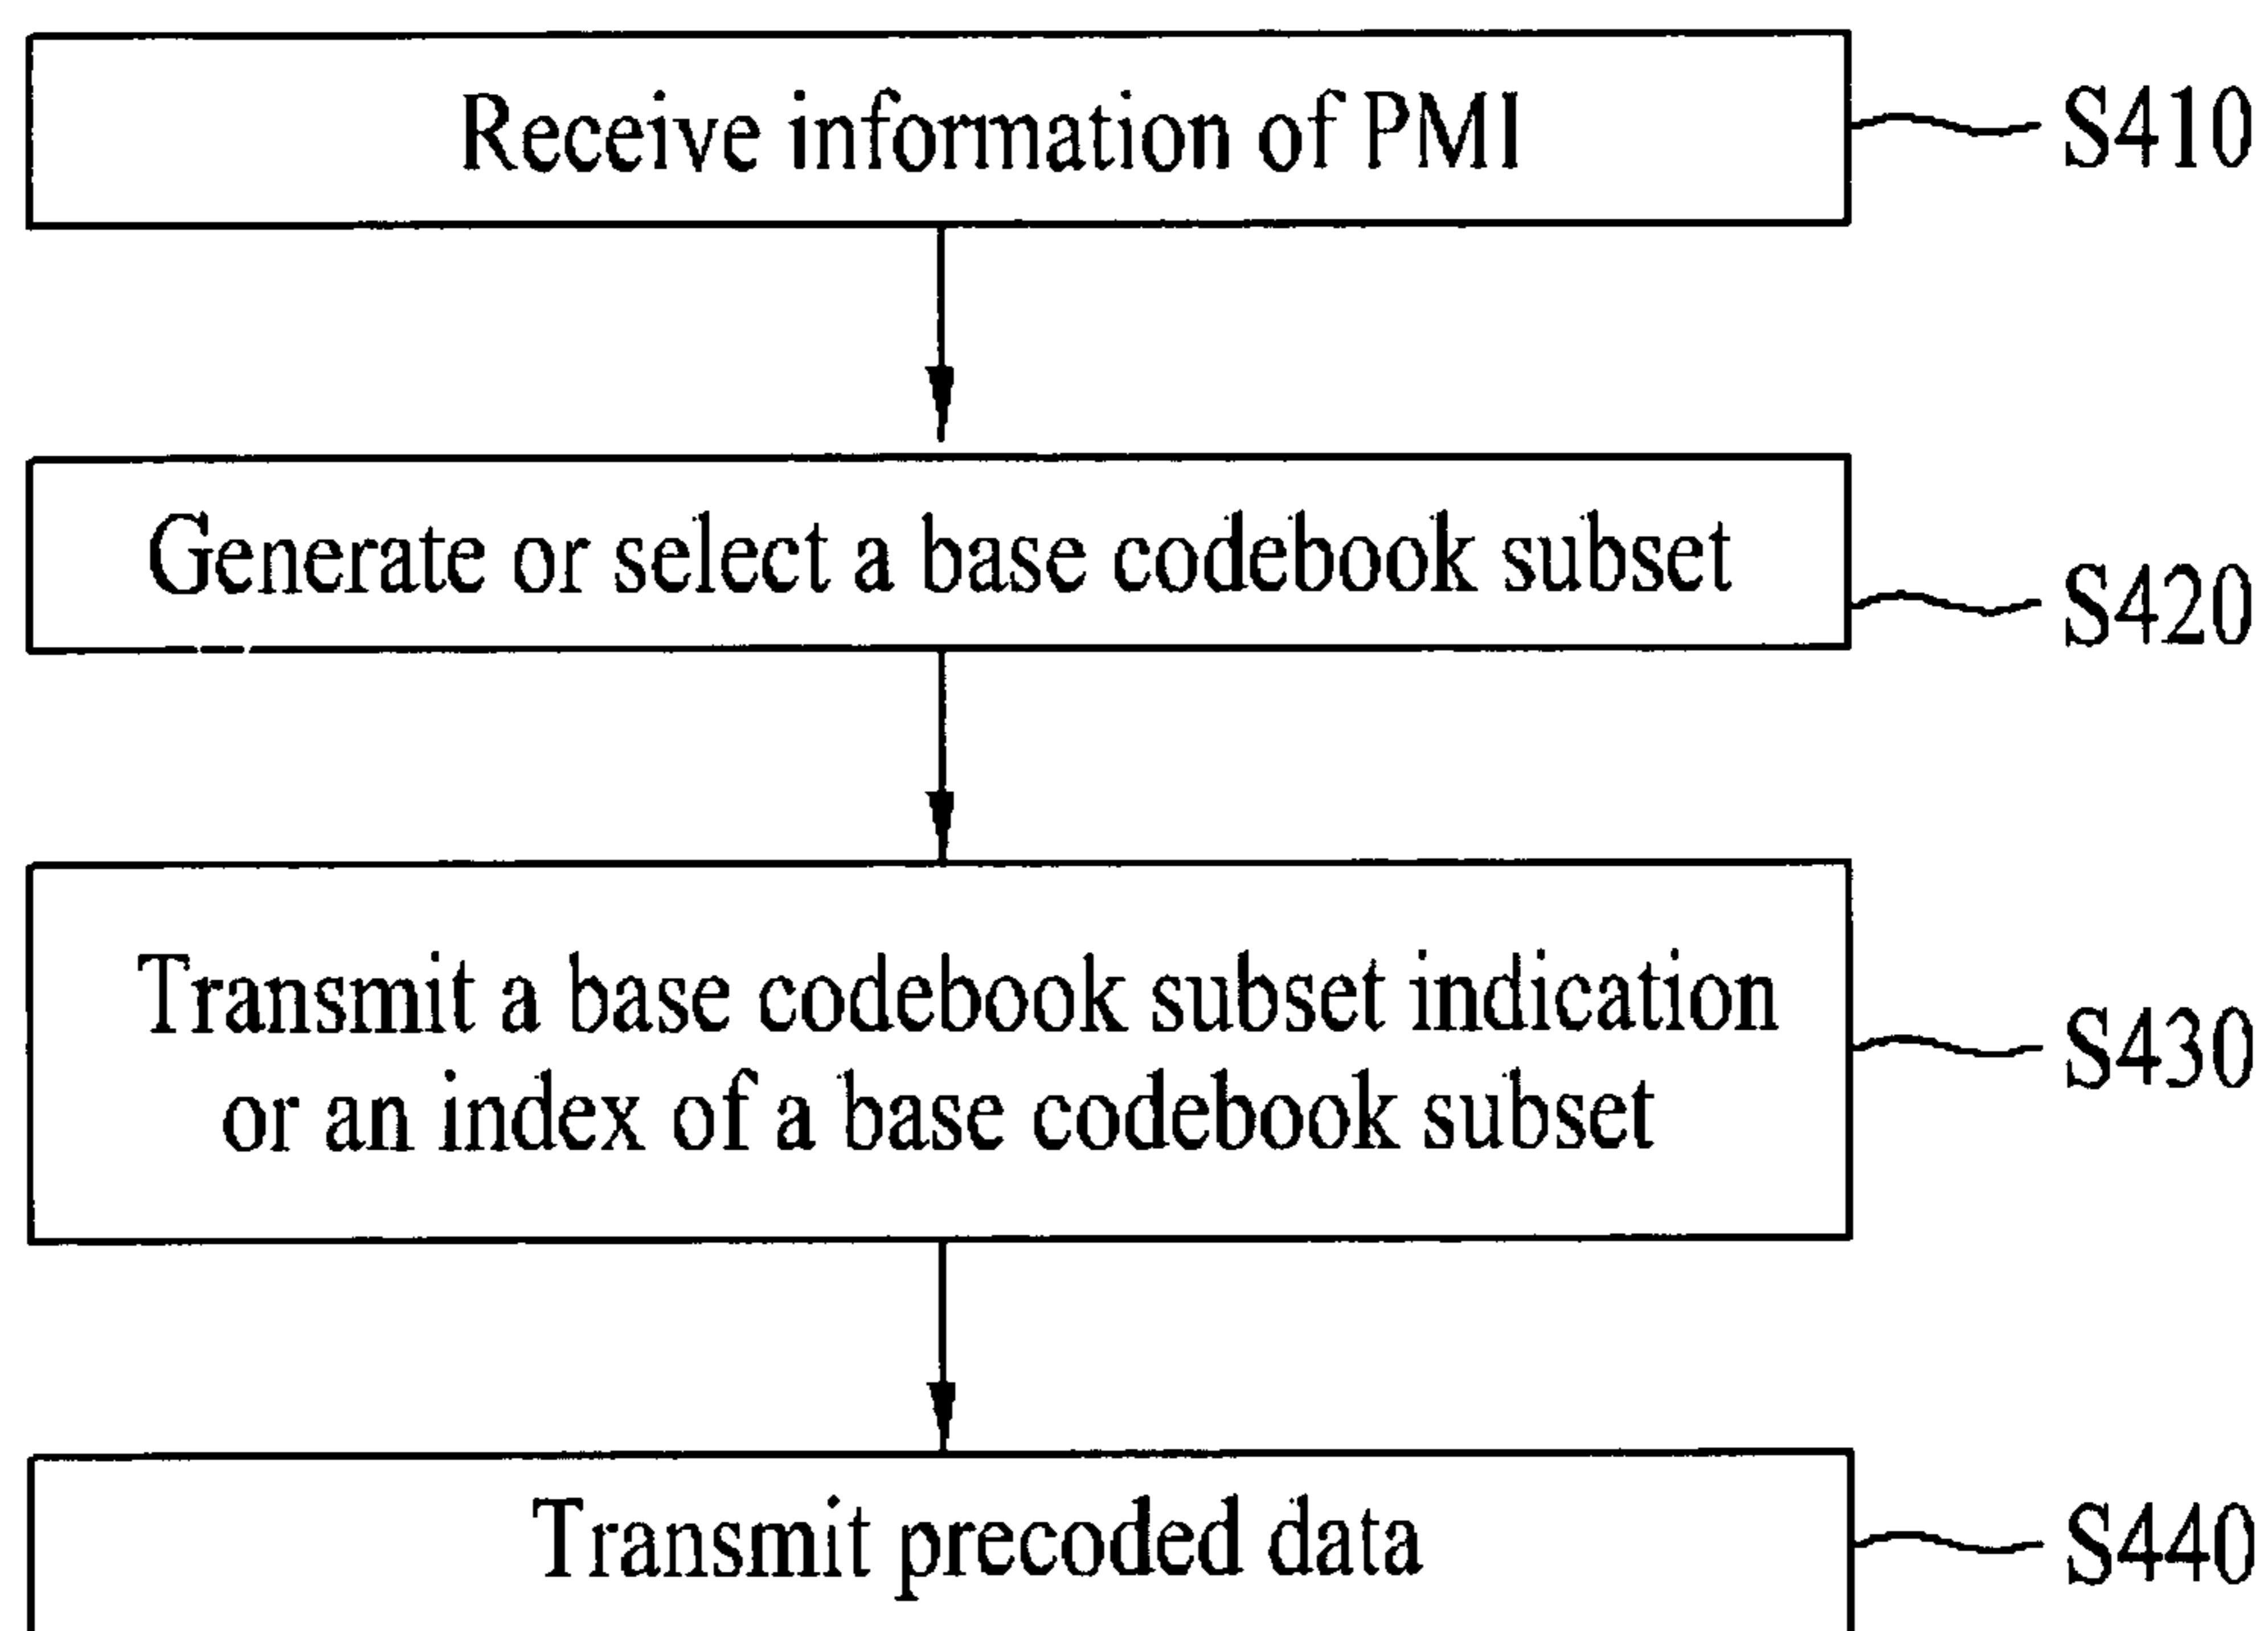 Receive information of PMI
S410
Generate or select a base codebook subset
S420
Transmit a base codebook subset indication
or an index of a base codebook subset
S430
Transmit precoded data
S440